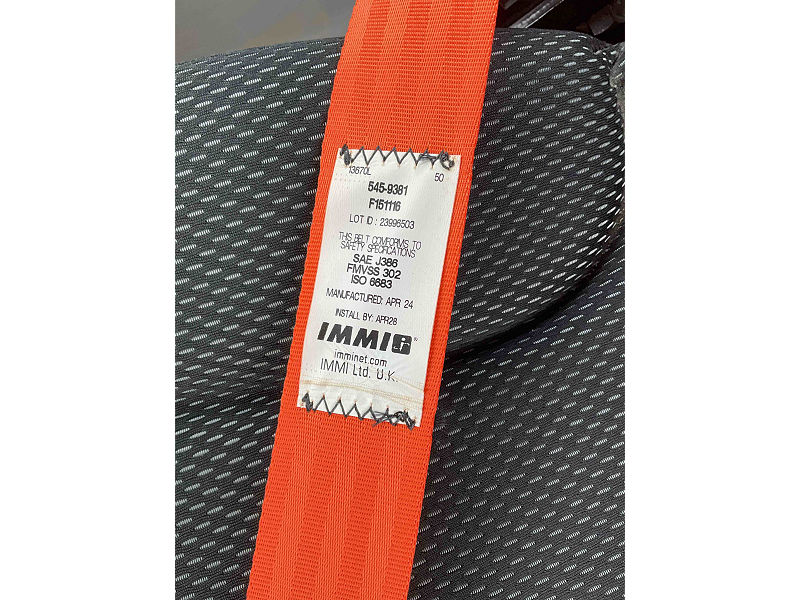 13670L 50
545-9381
F151116
LOT ID : 23996503
THIS BELT CONFORMS TO
SAFETY SPECIFICATIONS
SAE J386
FMVSS 302
ISO 6683
MANUFACTURED: APR 24
INSTALL BY: APR28
IMMI®
imminet.com
IMMI Ltd. U.K.